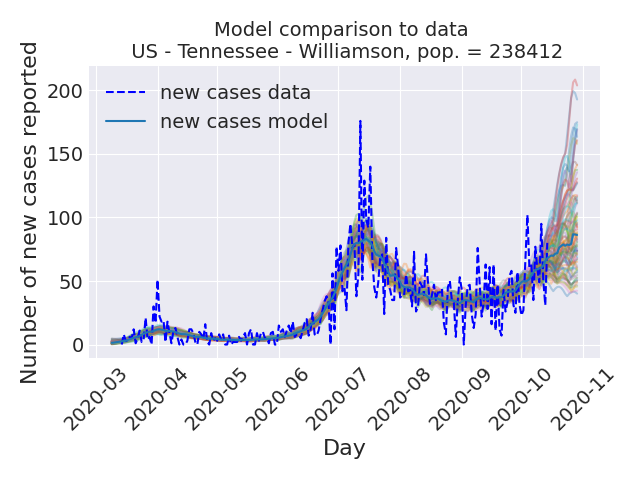 Model comparison to data
US - Tennessee - Williamson, pop. = 238412
Number of new cases reported
200
150
100
50
0
new cases data
new cases model
2020-03
2020-04
2020-05
2020-06
2020-07
2020-08
2020-09
2020-10
2020-11
Day